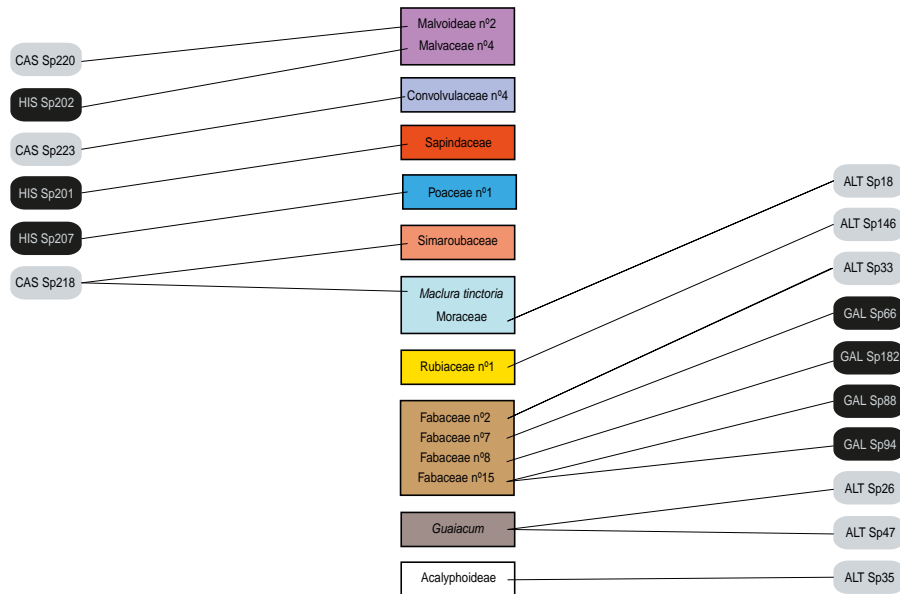 CAS Sp220
HIS Sp202
CAS Sp223
HIS Sp201
HIS Sp207
CAS Sp218
Malvoideae nº2
Malvaceae nº4
Convolvulaceae nº4
Sapindaceae
Poaceae nº1
Simaroubaceae
Maclura tinctoria
Moraceae
Rubiaceae nº1
Fabaceae nº2
Fabaceae nº7
Fabaceae nº8
Fabaceae nº15
Guaiacum
Acalyphoideae
ALT Sp18
ALT Sp146
ALT Sp33
GAL Sp66
GAL Sp182
GAL Sp88
GAL Sp94
ALT Sp26
ALT Sp47
ALT Sp35